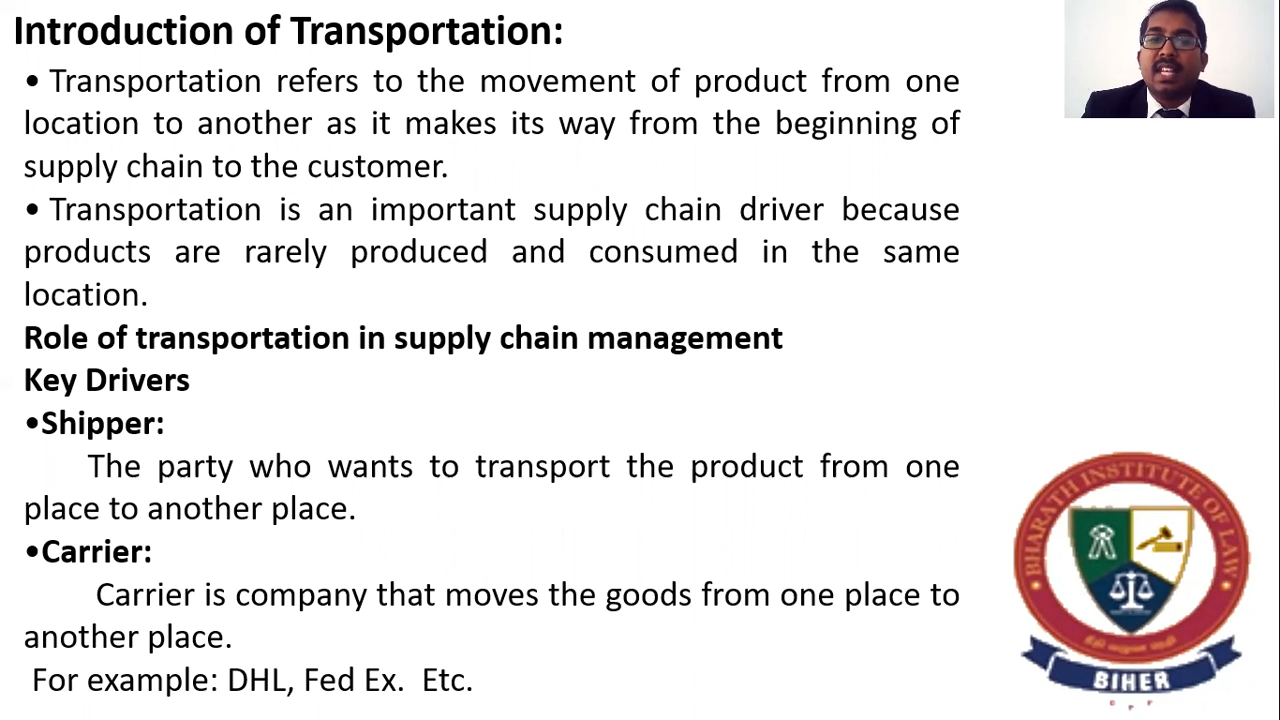 Introduction of Transportation:
• Transportation refers to the movement of product from one
location to another as it makes its way from the beginning of
supply chain to the customer.
• Transportation is an important supply chain driver because
products are rarely produced and consumed in the same
location.
Role of transportation in supply chain management
Key Drivers
•Shipper:
The party who wants to transport the product from one
place to another place.
•Carrier:
Carrier is company that moves the goods from one place to
another place.
For example: DHL, Fed Ex. Etc.
BHARATH INSTITUTE OF LAW
BIHER